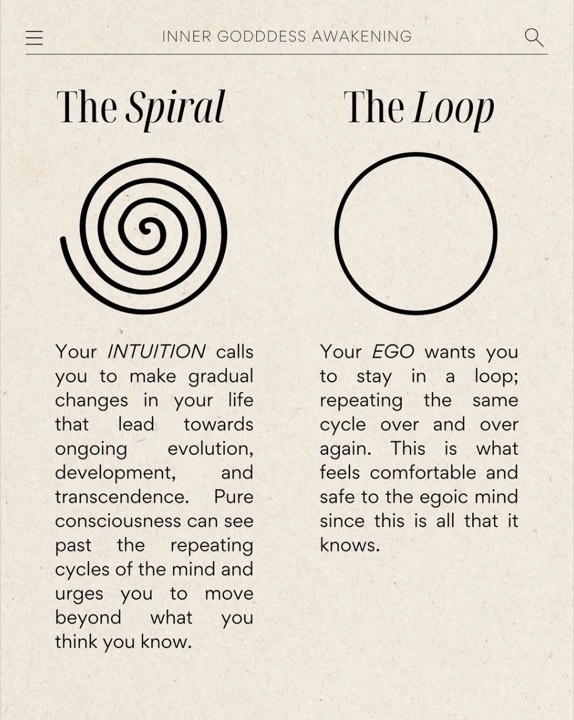 INNER GODDDESS AWAKENING
The Spiral
Your INTUITION calls
you to make gradual
changes in your life
that lead towards
ongoing evolution,
development, and
transcendence. Pure
consciousness can see
past the repeating
cycles of the mind and
urges you to move
beyond what you
think you know.
The Loop
Your EGO wants you
to stay in a loop;
repeating the same
cycle over and over
again. This is what
feels comfortable and
safe to the egoic mind
since this is all that it
knows.